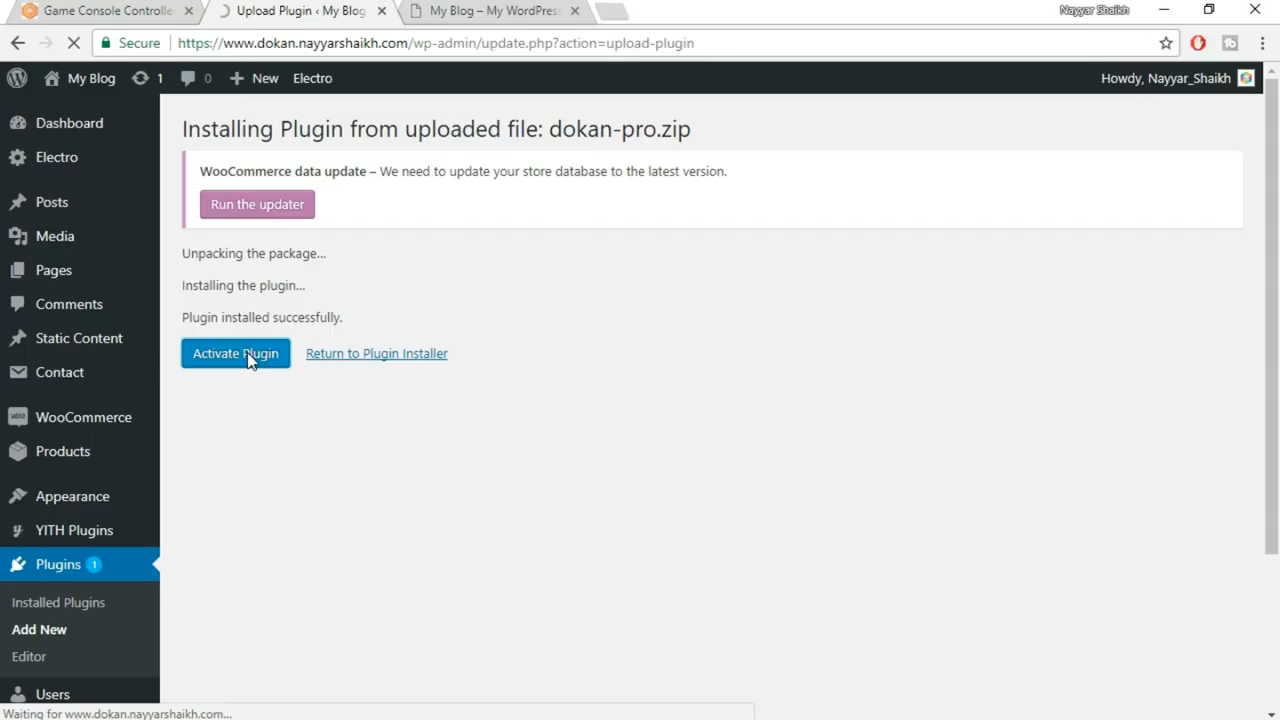 Game Console Controlle
Upload Plugin ‹ My Blog
My Blog – My WordPress
Nayyar Shaikh
Secure
https://www.dokan.nayyarshaikh.com/wp-admin/update.php?action=upload-plugin
My Blog
1
0
New
Electro
Howdy, Nayyar_Shaikh
Dashboard
Electro
Posts
Media
Pages
Comments
Static Content
Contact
WooCommerce
Products
Appearance
YITH Plugins
Plugins 1
Installed Plugins
Add New
Editor
Users
Installing Plugin from uploaded file: dokan-pro.zip
WooCommerce data update – We need to update your store database to the latest version.
Run the updater
Unpacking the package…
Installing the plugin…
Plugin installed successfully.
Activate Plugin
Return to Plugin Installer
Waiting for www.dokan.nayyarshaikh.com...